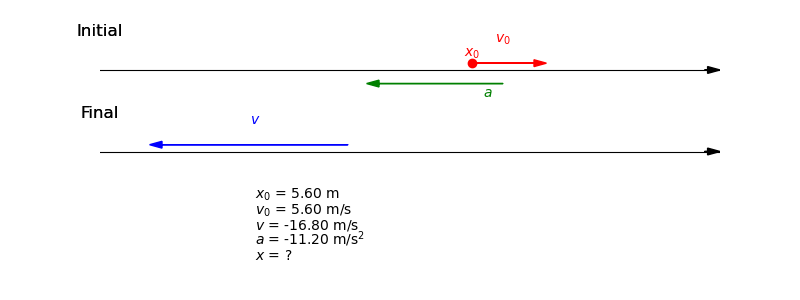 Initial
v₀
x₀
a
Final
v
x₀ = 5.60 m
v₀ = 5.60 m/s
v = -16.80 m/s
a = -11.20 m/s²
x = ?